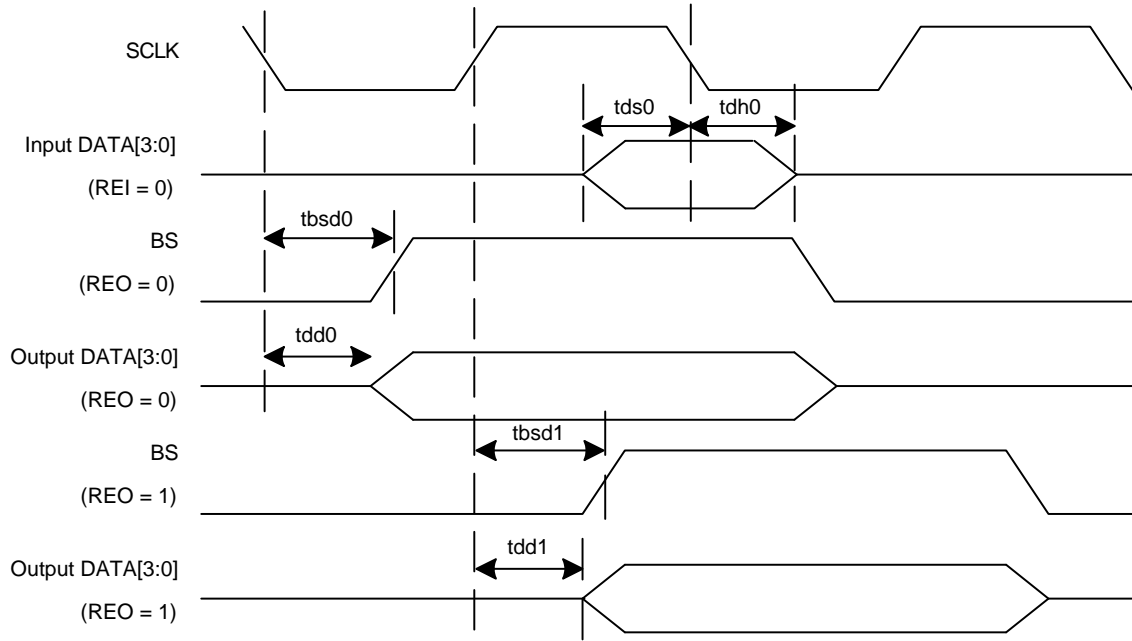 SCLK
tds0 tdh0
Input DATA[3:0]
(REI = 0)
tbsd0
BS
(REO = 0)
tdd0
Output DATA[3:0]
(REO = 0)
tbsd1
BS
(REO = 1)
tdd1
Output DATA[3:0]
(REO = 1)